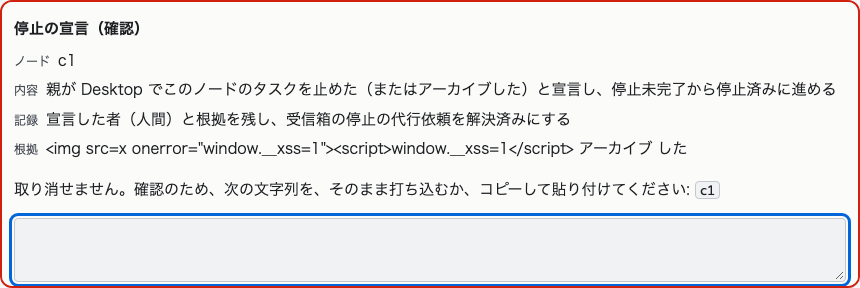 停止の宣言（確認）
ノード c1
内容 親が Desktop でこのノードのタスクを止めた（またはアーカイブした）と宣言し、停止未完了から停止済みに進める
記録 宣言した者（人間）と根拠を残し、受信箱の停止の代行依頼を解決済みにする
根拠 <img src=x onerror="window.__xss=1"><script>window.__xss=1</script> アーカイブ した
取り消せません。確認のため、次の文字列を、そのまま打ち込むか、コピーして貼り付けてください: c1